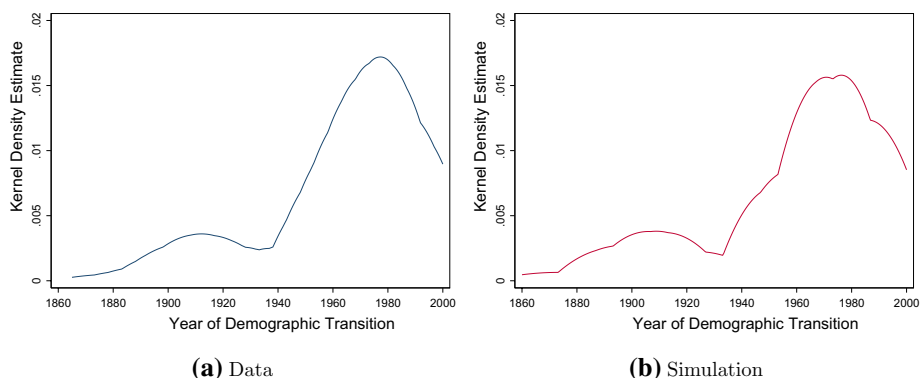 .02
.015
.01
.005
0
Kernel Density Estimate
1860 1880 1900 1920 1940 1960 1980 2000
Year of Demographic Transition
(a) Data
.02
.015
.01
.005
0
Kernel Density Estimate
1860 1880 1900 1920 1940 1960 1980 2000
Year of Demographic Transition
(b) Simulation